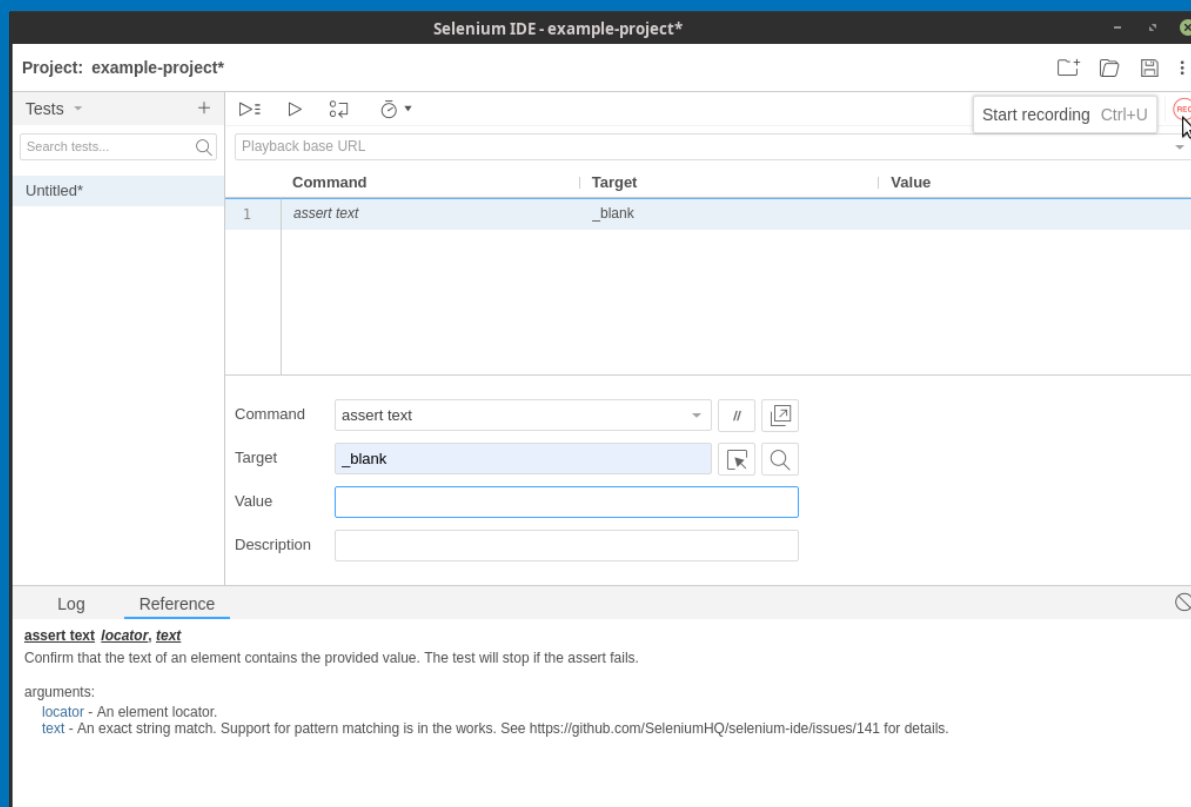 Selenium IDE - example-project*
Project: example-project*
Tests
Start recording Ctrl+U
REC
Search tests...
Playback base URL
Untitled*
Command Target Value
1 assert text _blank
Command assert text //
Target _blank
Value
Description
Log Reference
assert text locator, text
Confirm that the text of an element contains the provided value. The test will stop if the assert fails.
arguments:
locator - An element locator.
text - An exact string match. Support for pattern matching is in the works. See https://github.com/SeleniumHQ/selenium-ide/issues/141 for details.